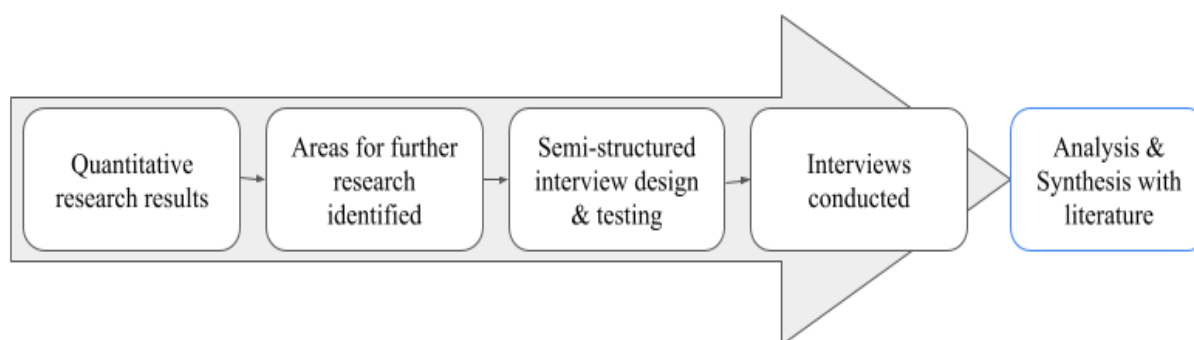 Quantitative
research results
Areas for further
research
identified
Semi-structured
interview design
& testing
Interviews
conducted
Analysis &
Synthesis with
literature